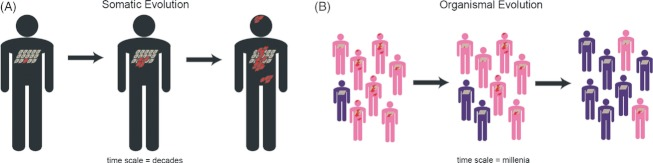 (A)
Somatic Evolution
time scale = decades
(B)
Organismal Evolution
time scale = millenia